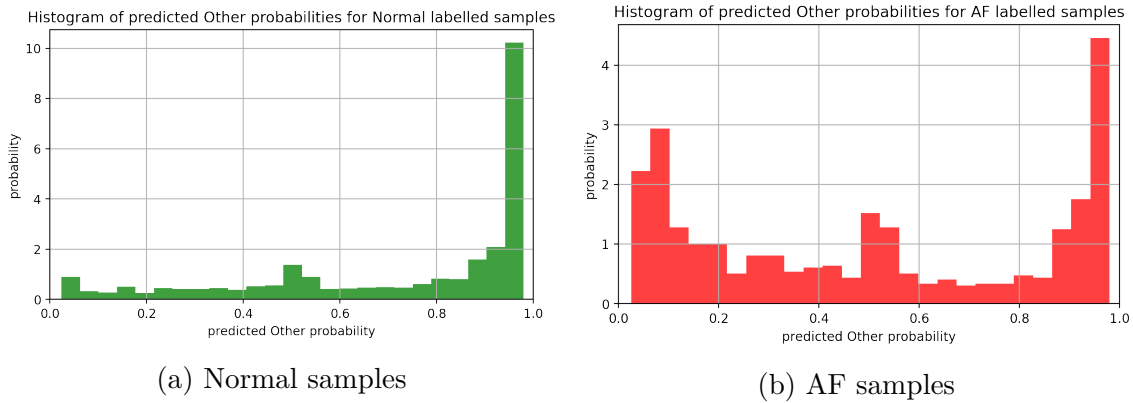 Histogram of predicted Other probabilities for Normal labelled samples
10
8
6
4
2
0
probability
0.0 0.2 0.4 0.6 0.8 1.0
predicted Other probability
(a) Normal samples
Histogram of predicted Other probabilities for AF labelled samples
4
3
2
1
0
probability
0.0 0.2 0.4 0.6 0.8 1.0
predicted Other probability
(b) AF samples